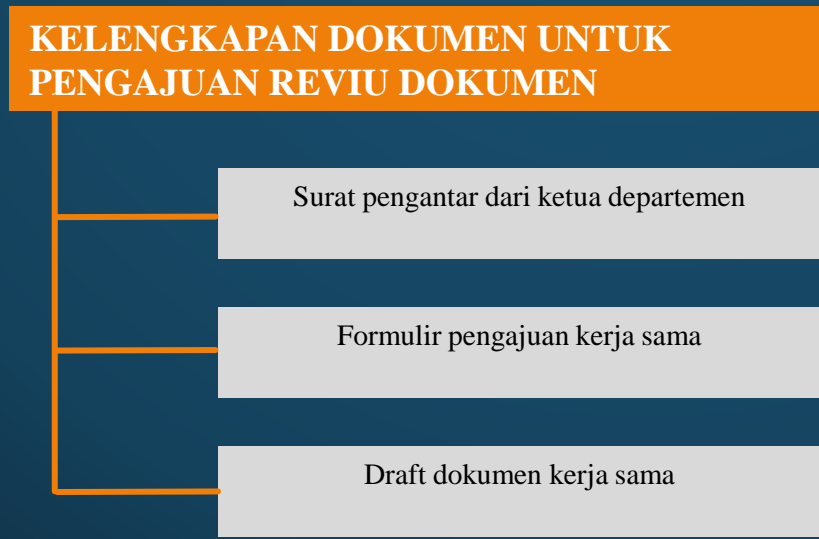 KELENGKAPAN DOKUMEN UNTUK
PENGAJUAN REVIU DOKUMEN
Surat pengantar dari ketua departemen
Formulir pengajuan kerja sama
Draft dokumen kerja sama